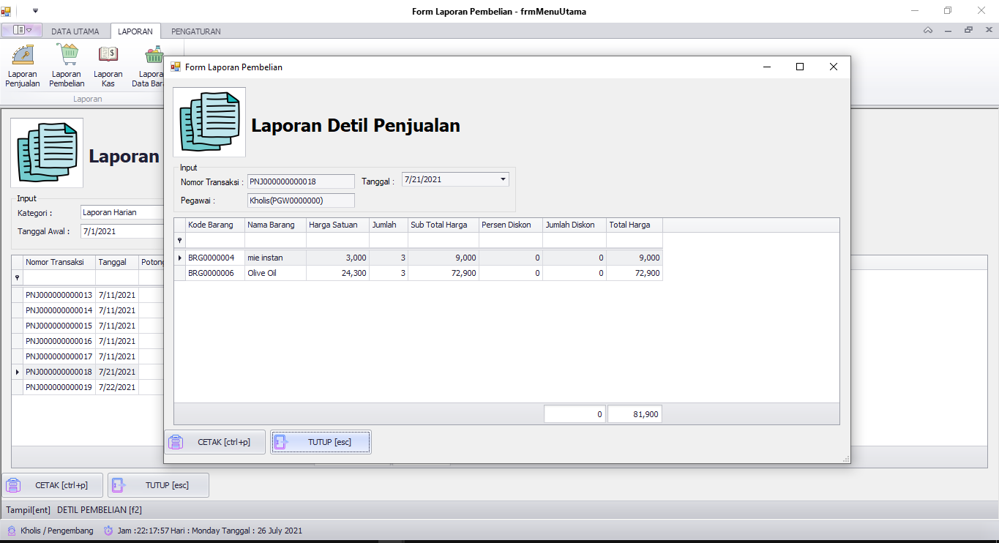 Form Laporan Pembelian - frmMenuUtama
DATA UTAMA LAPORAN PENGATURAN
Laporan Penjualan
Laporan Pembelian
Laporan Kas
Lapora
Data Bar
Laporan
Laporan
Input
Kategori : Laporan Harian
Tanggal Awal : 7/1/2021
Nomor Transaksi Tanggal Potong
PNJ000000000013 7/11/2021
PNJ000000000014 7/11/2021
PNJ000000000015 7/11/2021
PNJ000000000016 7/11/2021
PNJ000000000017 7/11/2021
PNJ000000000018 7/21/2021
PNJ000000000019 7/22/2021
Form Laporan Pembelian
Laporan Detil Penjualan
Input
Nomor Transaksi : PNJ000000000018 Tanggal : 7/21/2021
Pegawai : Kholis(PGW0000000)
Kode Barang Nama Barang Harga Satuan Jumlah Sub Total Harga Persen Diskon Jumlah Diskon Total Harga
BRG0000004 mie instan 3,000 3 9,000 0 0 9,000
BRG0000006 Olive Oil 24,300 3 72,900 0 0 72,900
0 81,900
CETAK [ctrl+p] TUTUP [esc]
CETAK [ctrl+p] TUTUP [esc]
Tampil[ent] DETIL PEMBELIAN [f2]
Kholis / Pengembang Jam :22:17:57 Hari : Monday Tanggal : 26 July 2021